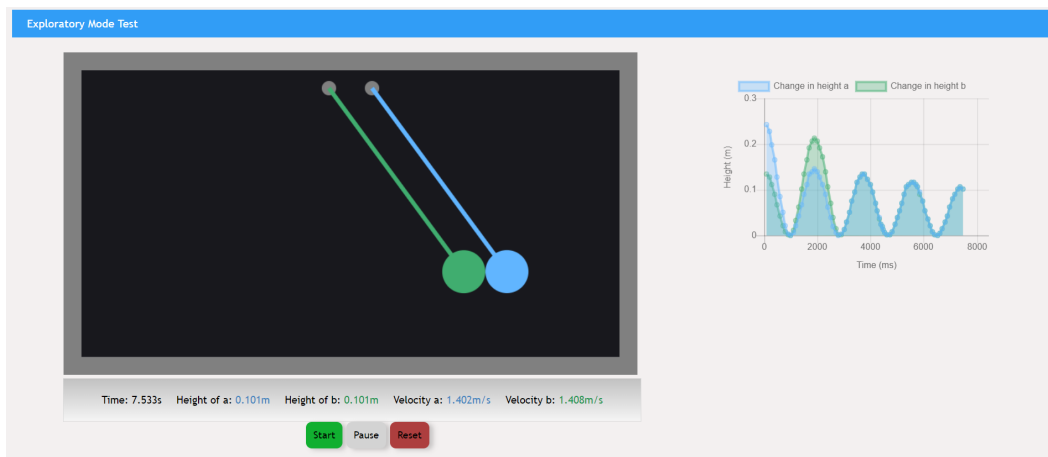 Exploratory Mode Test
Change in height a Change in height b
0.3
0.2
0.1
0
Height (m)
0 2000 4000 6000 8000
Time (ms)
Time: 7.533s Height of a: 0.101m Height of b: 0.101m Velocity a: 1.402m/s Velocity b: 1.408m/s
Start Pause Reset